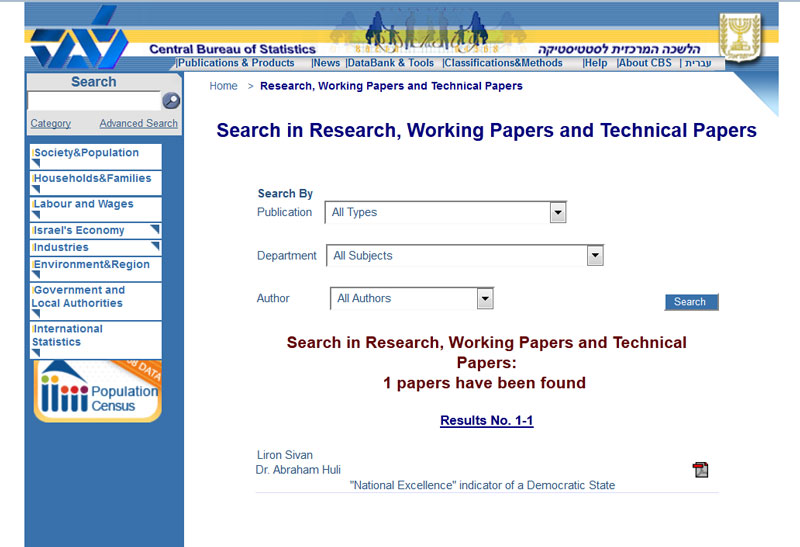 Central Bureau of Statistics
הלשכה המרכזית לסטטיסטיקה
|Publications & Products |News |DataBank & Tools |Classifications&Methods |Help |About CBS | עברית
Search
Category Advanced Search
Society&Population
Households&Families
Labour and Wages
Israel's Economy
Industries
Environment&Region
Government and
Local Authorities
International
Statistics
DATA
Population
Census
Home > Research, Working Papers and Technical Papers
Search in Research, Working Papers and Technical Papers
Search By
Publication All Types
Department All Subjects
Author All Authors
Search
Search in Research, Working Papers and Technical
Papers:
1 papers have been found
Results No. 1-1
Liron Sivan
Dr. Abraham Huli
"National Excellence" indicator of a Democratic State